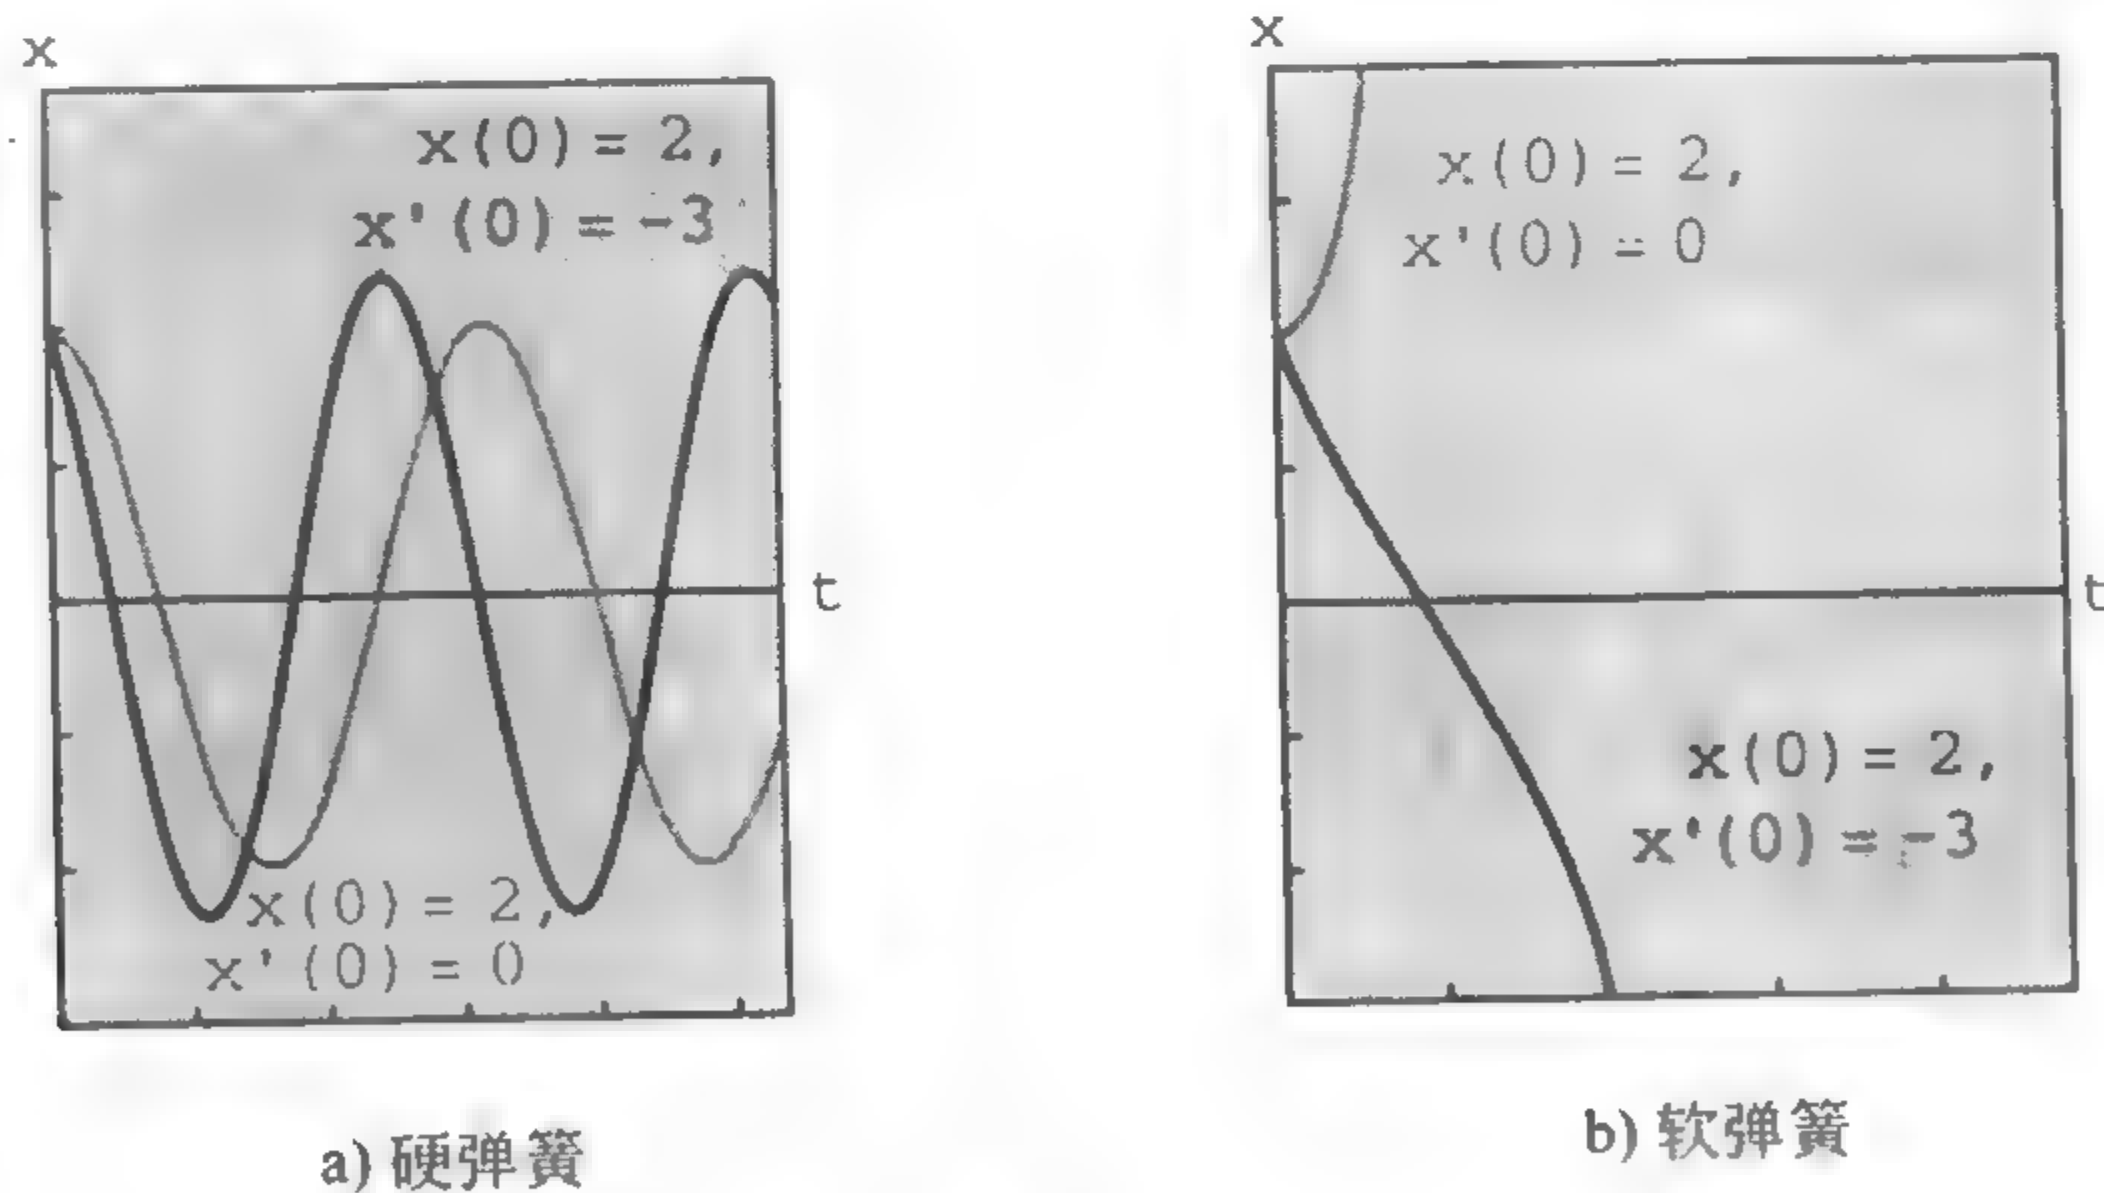 x
x(0) = 2,
x'(0) = -3
t
x(0) = 2,
x'(0) = 0
a) 硬弹簧
x
x(0) = 2,
x'(0) = 0
t
x(0) = 2,
x'(0) = -3
b) 软弹簧